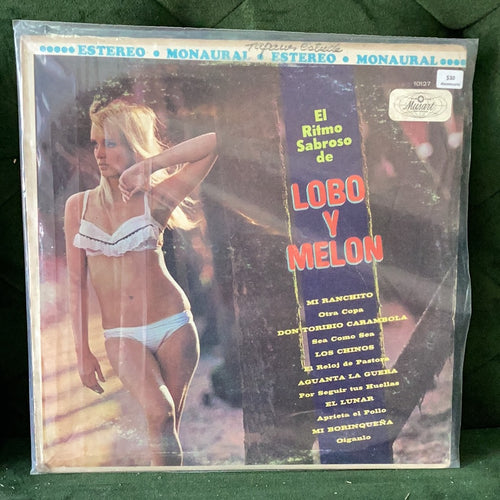 ESTEREO • MONAURAL • ESTEREO • MONAURAL
10127
$30
Musart
El
Ritmo
Sabroso
de
LOBO
Y
MELON
MI RANCHITO
Otra Copa
DON TORIBIO CARAMBOLA
Sea Como Sea
LOS CHINOS
El Reloj de Pastora
AGUANTA LA GUERA
Por Seguir tus Huellas
EL LUNAR
Aprieta el Pollo
MI BORINQUEÑA
Oiganlo